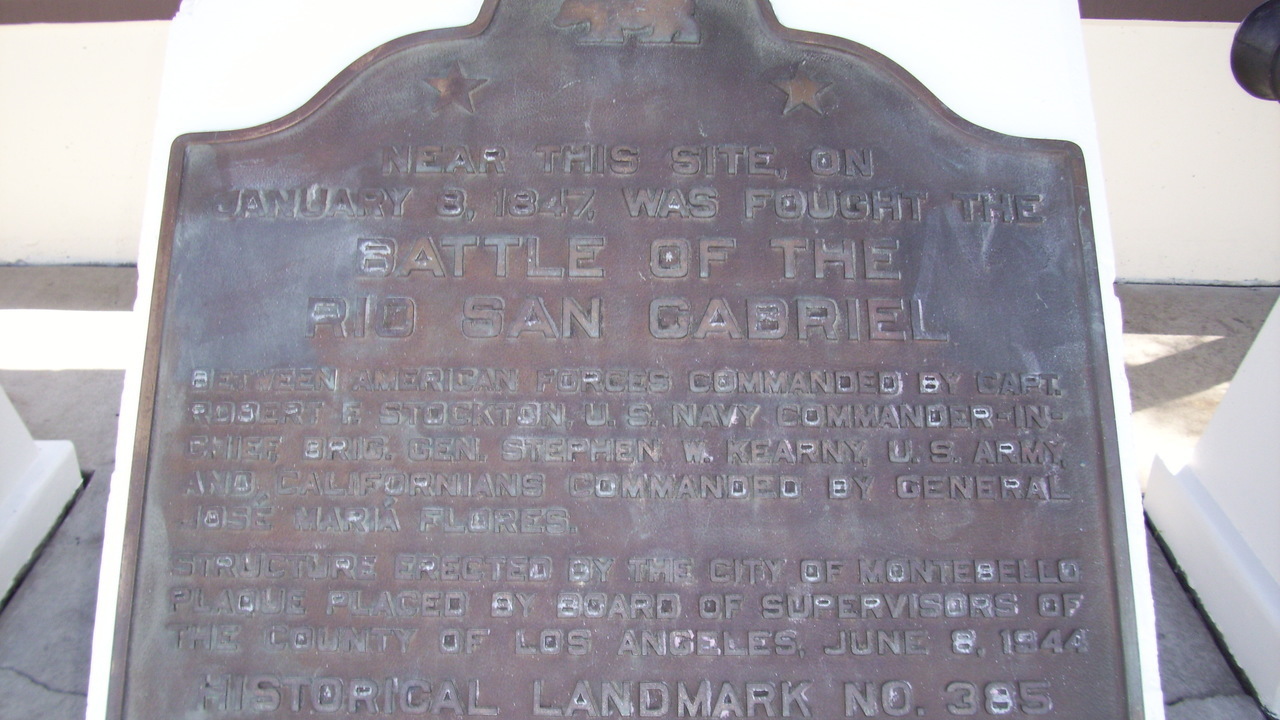 NEAR THIS SITE, ON
JANUARY 8, 1847, WAS FOUGHT THE
BATTLE OF THE
RIO SAN GABRIEL
BETWEEN AMERICAN FORCES COMMANDED BY CAPT.
ROBERT F. STOCKTON, U.S. NAVY COMMANDER-IN-
CHIEF, BRIG. GEN. STEPHEN W. KEARNY, U.S. ARMY,
AND CALIFORNIANS COMMANDED BY GENERAL
JOSÉ MARIÁ FLORES.
STRUCTURE ERECTED BY THE CITY OF MONTEBELLO
PLAQUE PLACED BY BOARD OF SUPERVISORS OF
THE COUNTY OF LOS ANGELES, JUNE 8, 1944
HISTORICAL LANDMARK NO. 385